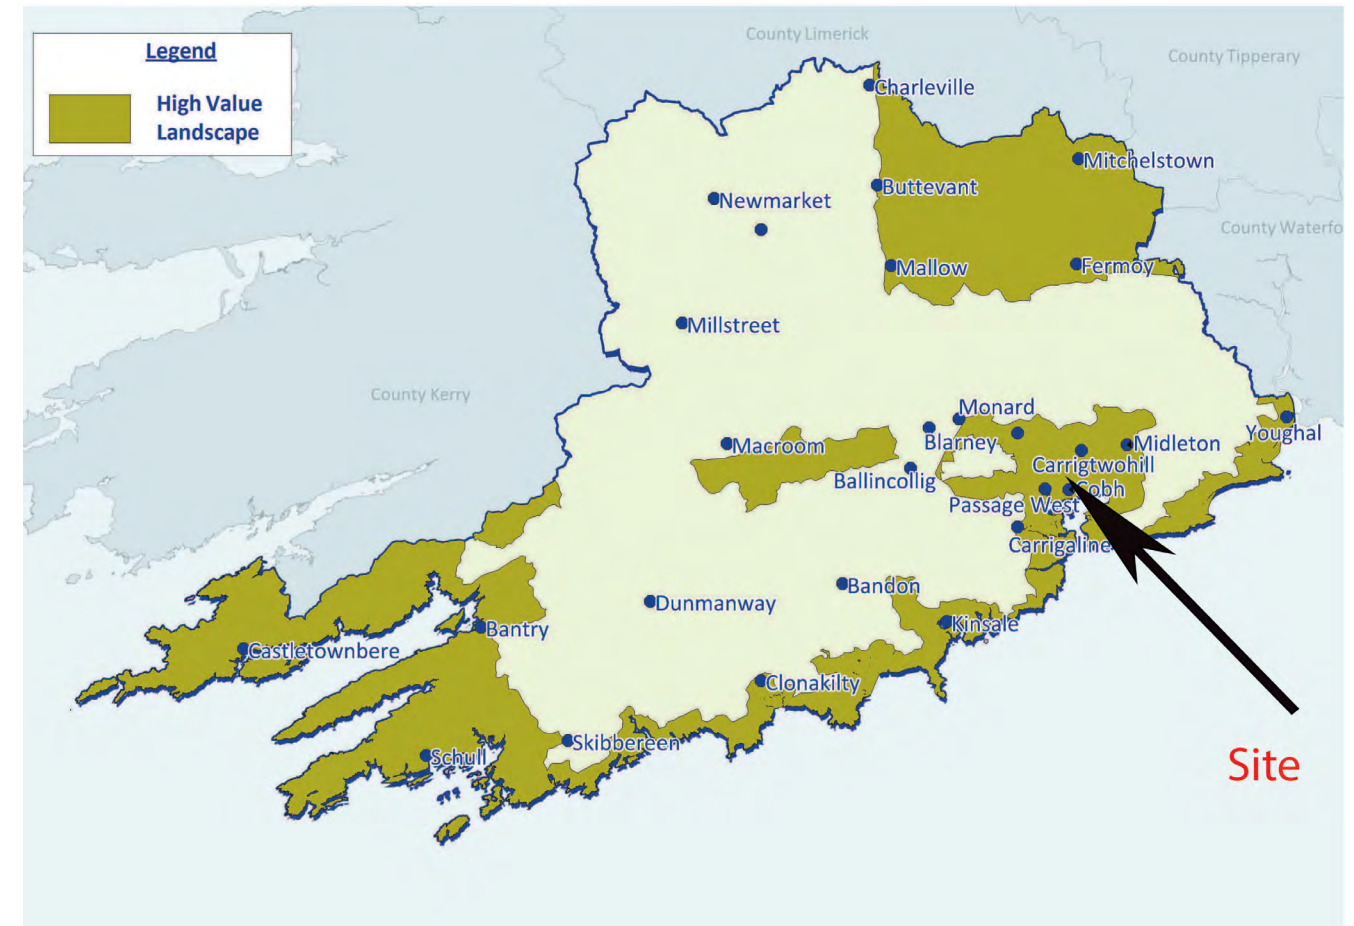 County Limerick
Legend
County Tipperary
High Value
Landscape
Charleville
Mitchelstown
Buttevant
Newmarket
County Waterfo
Mallow
Fermoy
Millstreet
County Kerry
Monard
Youghal
Macroom
Blarney
Midleton
Carrigtwohill
Ballincollig
Cobh
Passage West
Carrigaline
Bandon
Dunmanway
Kinsale
Bantry
Castletownbere
Clonakilty
Skibbereen
Schull
Site